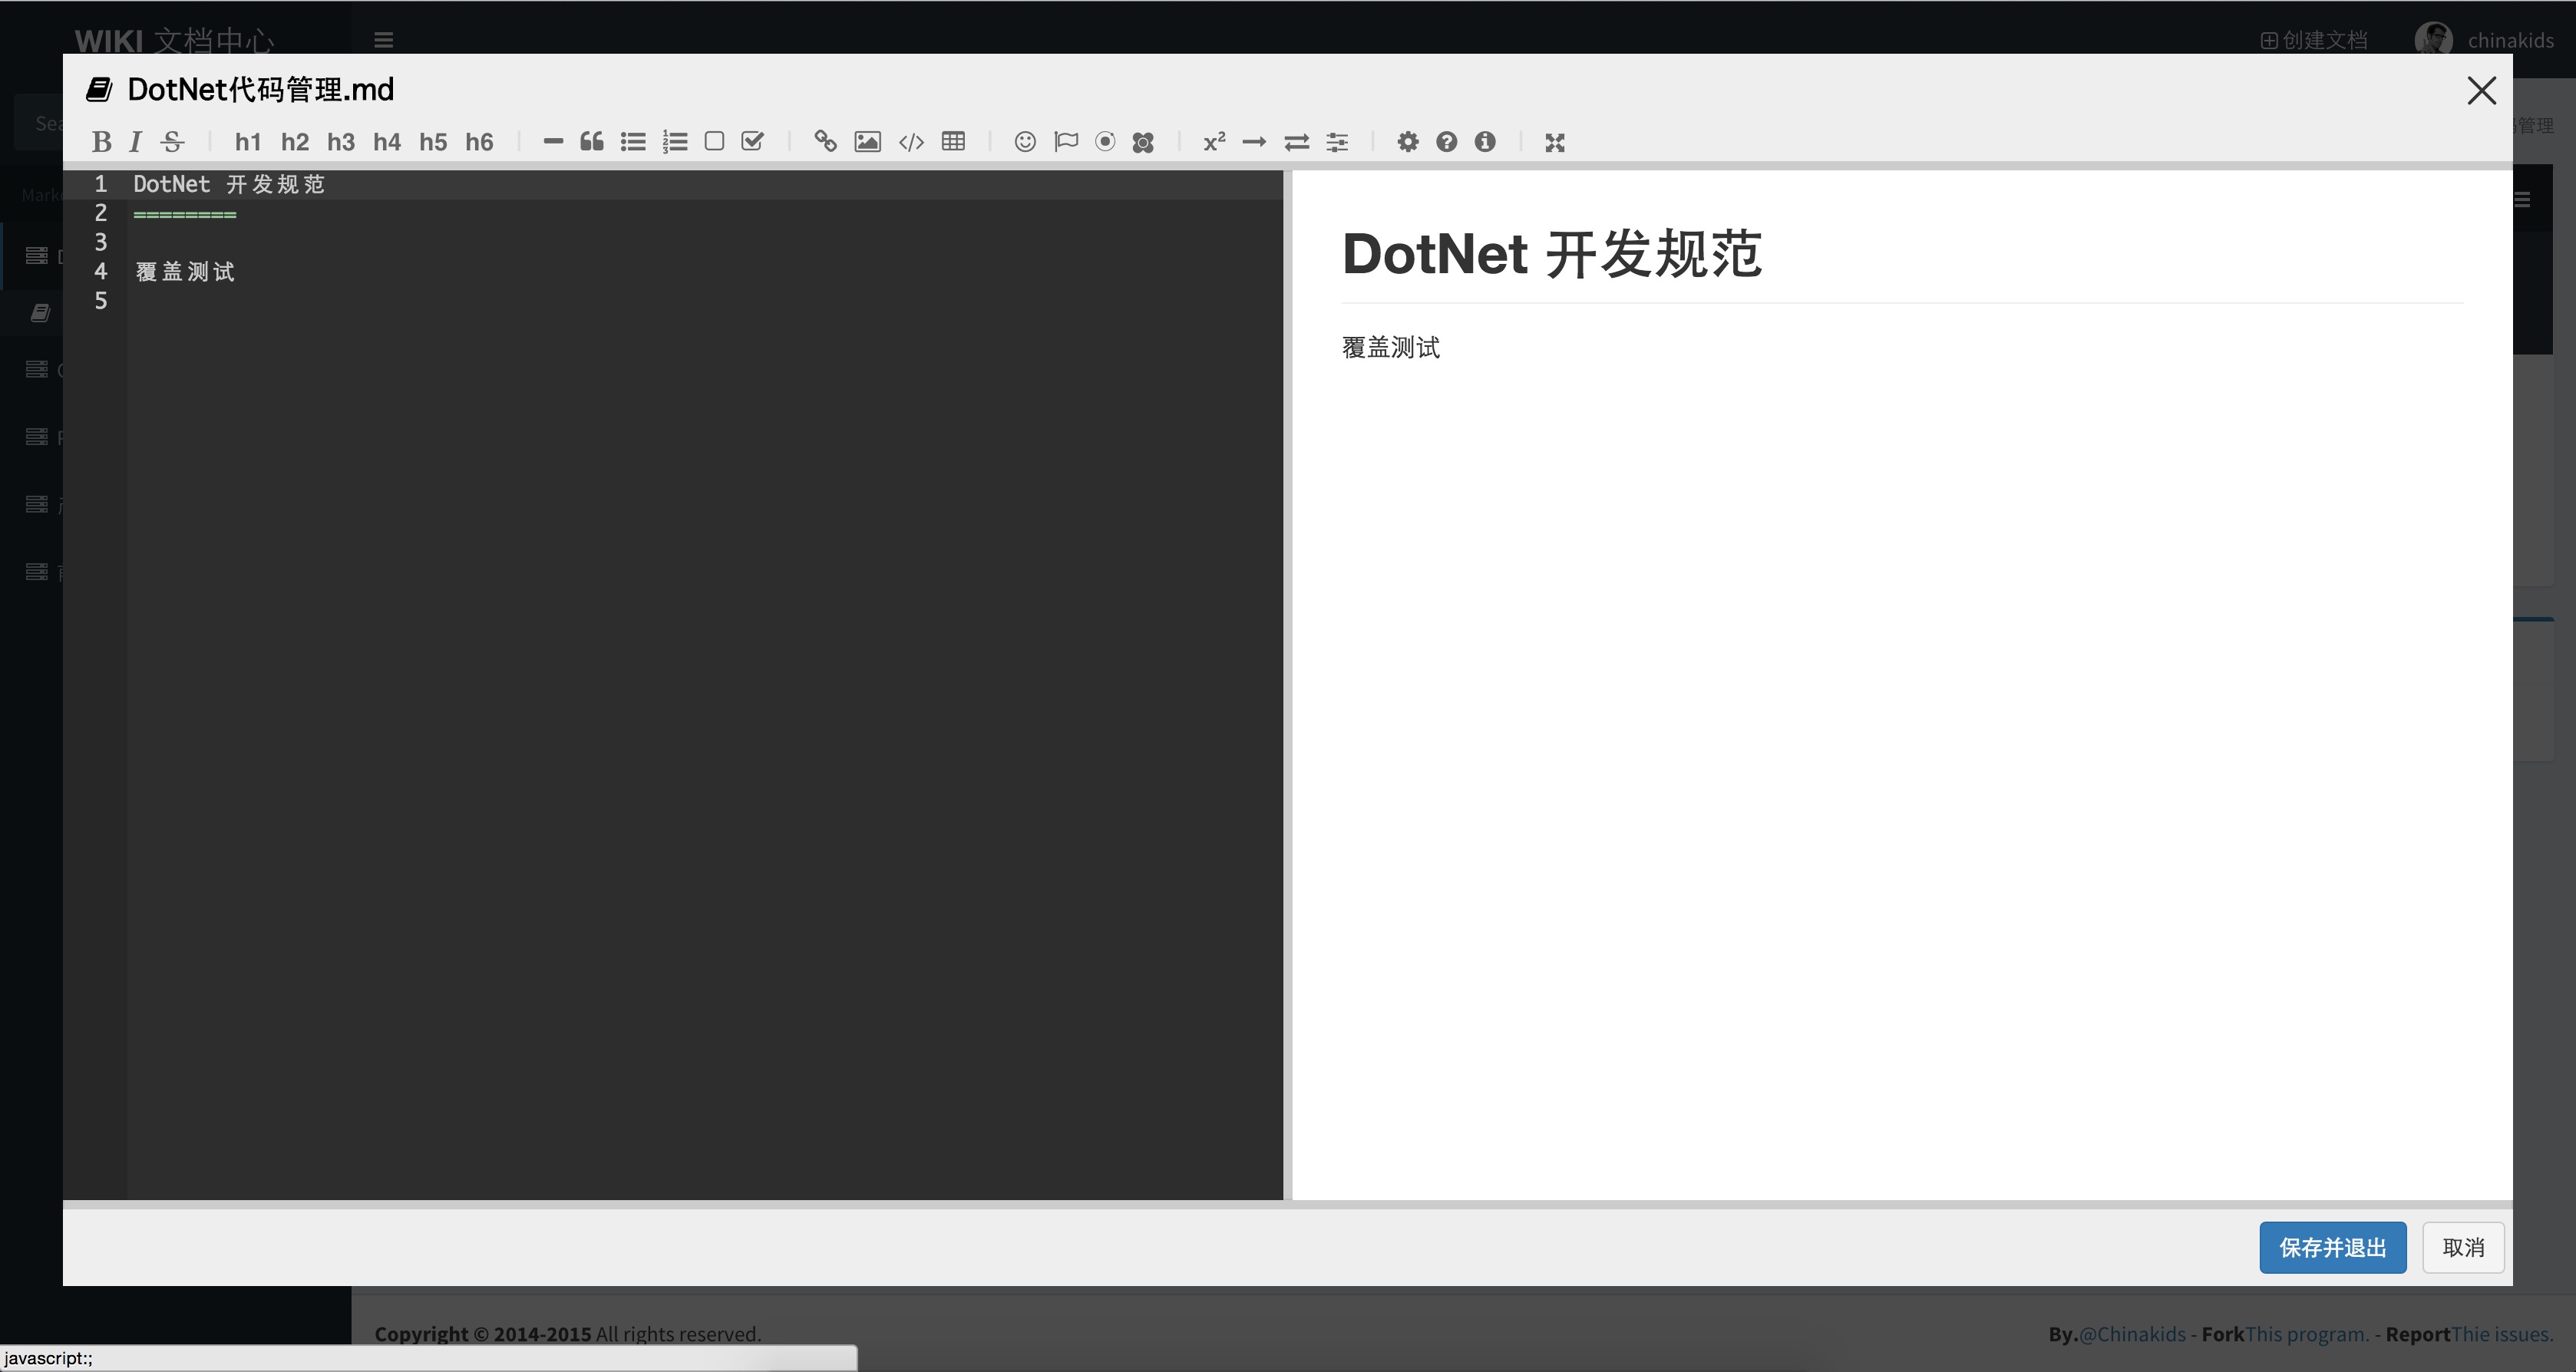 WIKI 文档中心
创建文档 chinakids
DotNet代码管理.md
B I S h1 h2 h3 h4 h5 h6 x²
1 DotNet 开发规范
2 ========
3
4 覆盖测试
5
DotNet 开发规范
覆盖测试
管理
保存并退出 取消
Copyright © 2014-2015 All rights reserved.
By.@Chinakids - ForkThis program. - ReportThie issues.
javascript:;